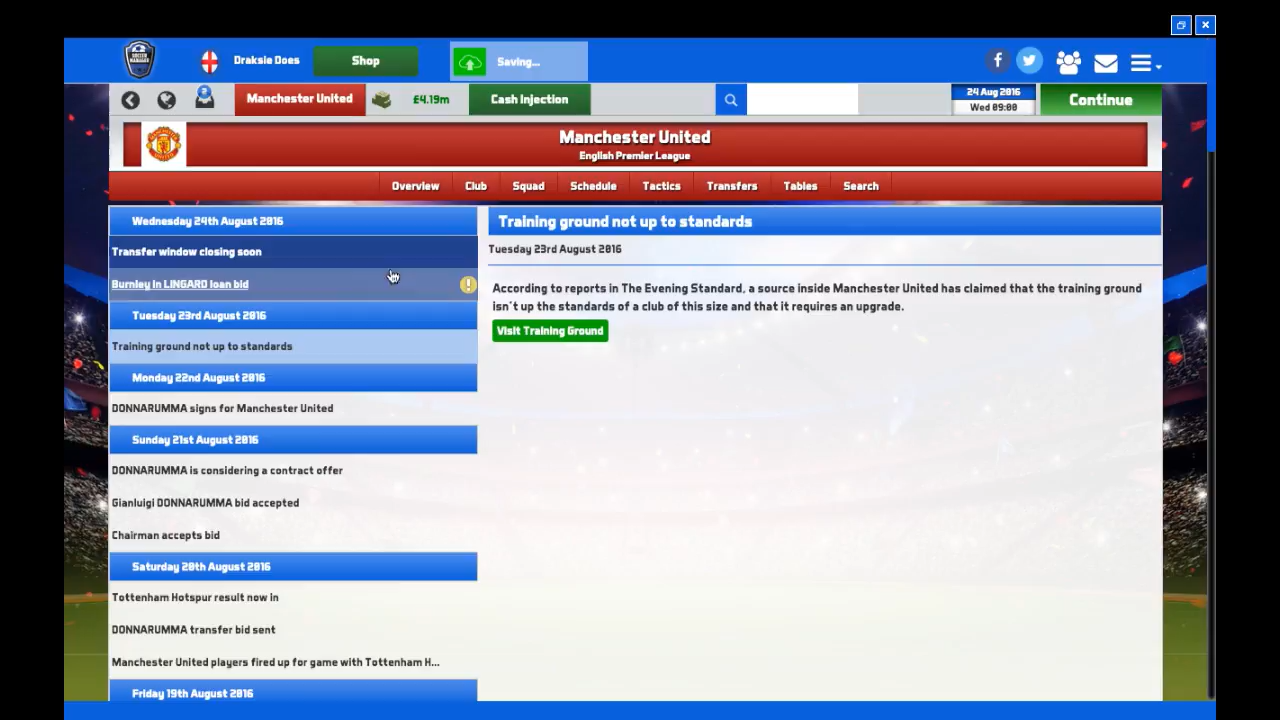 Draksie Does
Shop
Saving...
Manchester United
£4.19m
Cash Injection
24 Aug 2016
Wed 09:00
Continue
Manchester United
English Premier League
Overview
Club
Squad
Schedule
Tactics
Transfers
Tables
Search
Wednesday 24th August 2016
Transfer window closing soon
Burnley in LINGARD loan bid
Tuesday 23rd August 2016
Training ground not up to standards
Monday 22nd August 2016
DONNARUMMA signs for Manchester United
Sunday 21st August 2016
DONNARUMMA is considering a contract offer
Gianluigi DONNARUMMA bid accepted
Chairman accepts bid
Saturday 20th August 2016
Tottenham Hotspur result now in
DONNARUMMA transfer bid sent
Manchester United players fired up for game with Tottenham H...
Friday 19th August 2016
Training ground not up to standards
Tuesday 23rd August 2016
According to reports in The Evening Standard, a source inside Manchester United has claimed that the training ground
isn't up the standards of a club of this size and that it requires an upgrade.
Visit Training Ground